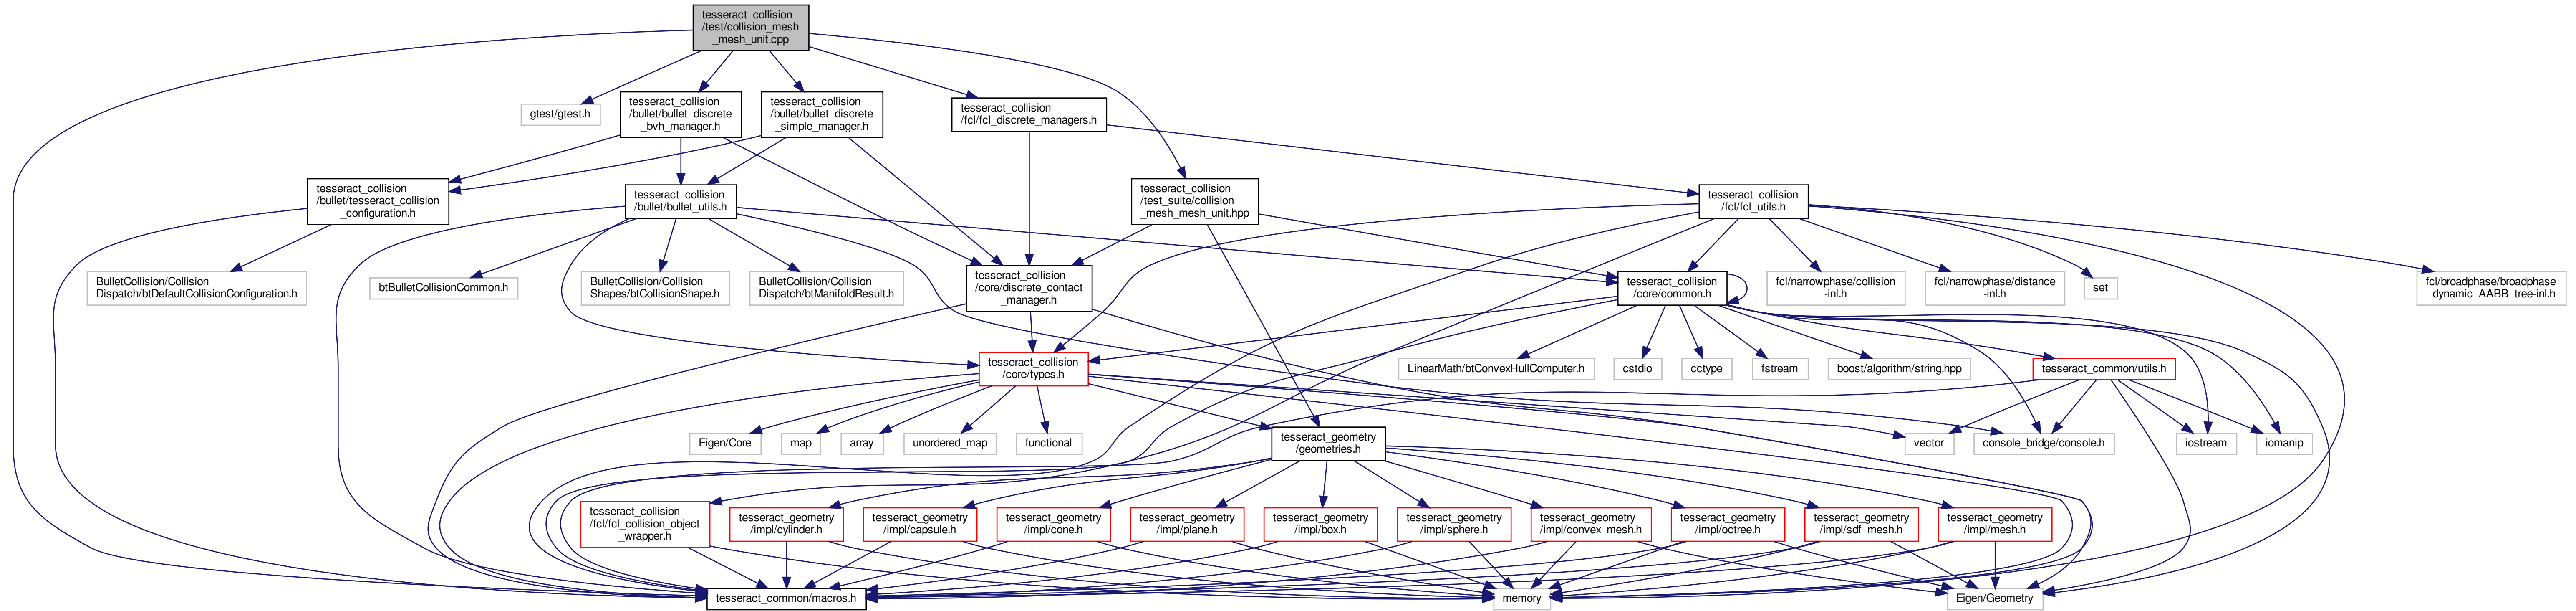 tesseract_collision
/test/collision_mesh
_mesh_unit.cpp
gtest/gtest.h
tesseract_collision
/bullet/bullet_discrete
_bvh_manager.h
tesseract_collision
/bullet/bullet_discrete
_simple_manager.h
tesseract_collision
/fcl/fcl_discrete_managers.h
tesseract_collision
/bullet/tesseract_collision
_configuration.h
tesseract_collision
/bullet/bullet_utils.h
tesseract_collision
/test_suite/collision
_mesh_mesh_unit.hpp
tesseract_collision
/fcl/fcl_utils.h
BulletCollision/Collision
Dispatch/btDefaultCollisionConfiguration.h
btBulletCollisionCommon.h
BulletCollision/Collision
Shapes/btCollisionShape.h
BulletCollision/Collision
Dispatch/btManifoldResult.h
tesseract_collision
/core/discrete_contact
_manager.h
tesseract_collision
/core/common.h
fcl/narrowphase/collision
-inl.h
fcl/narrowphase/distance
-inl.h
set
fcl/broadphase/broadphase
_dynamic_AABB_tree-inl.h
tesseract_collision
/core/types.h
LinearMath/btConvexHullComputer.h
cstdio
cctype
fstream
boost/algorithm/string.hpp
tesseract_common/utils.h
Eigen/Core
map
array
unordered_map
functional
tesseract_geometry
/geometries.h
vector
console_bridge/console.h
iostream
iomanip
tesseract_collision
/fcl/fcl_collision_object
_wrapper.h
tesseract_geometry
/impl/cylinder.h
tesseract_geometry
/impl/capsule.h
tesseract_geometry
/impl/cone.h
tesseract_geometry
/impl/plane.h
tesseract_geometry
/impl/box.h
tesseract_geometry
/impl/sphere.h
tesseract_geometry
/impl/convex_mesh.h
tesseract_geometry
/impl/octree.h
tesseract_geometry
/impl/sdf_mesh.h
tesseract_geometry
/impl/mesh.h
tesseract_common/macros.h
memory
Eigen/Geometry